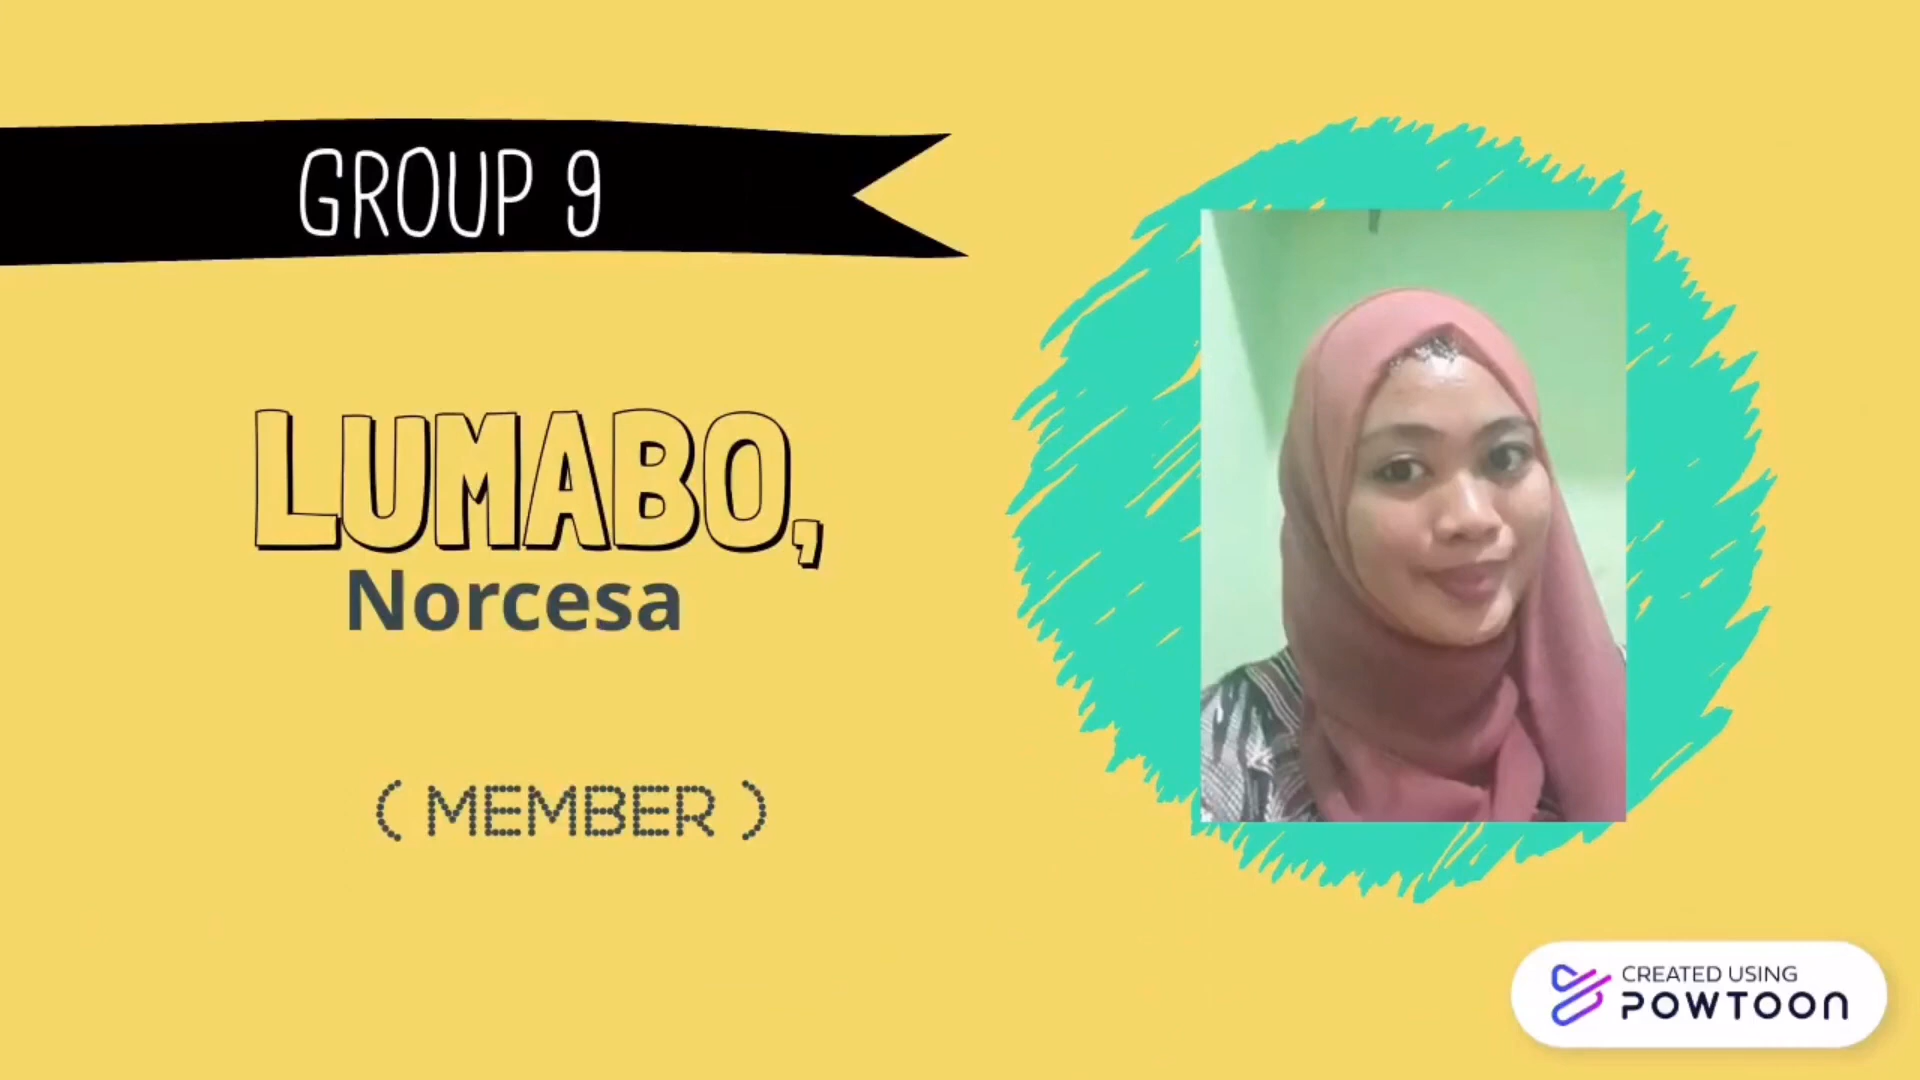 GROUP 9
LUMABO,
Norcesa
( MEMBER )
CREATED USING
POWTOON